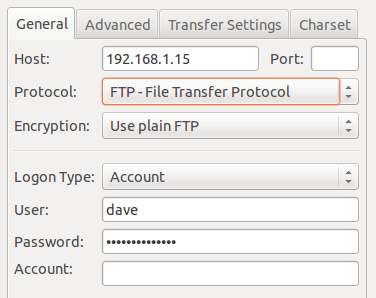 General Advanced Transfer Settings Charset
Host: 192.168.1.15 Port:
Protocol: FTP - File Transfer Protocol
Encryption: Use plain FTP
Logon Type: Account
User: dave
Password: ••••••••••••••
Account: